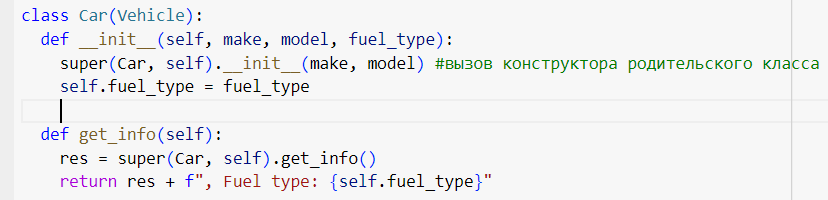 class Car(Vehicle):
  def __init__(self, make, model, fuel_type):
    super(Car, self).__init__(make, model) #вызов конструктора родительского класса
    self.fuel_type = fuel_type
  def get_info(self):
    res = super(Car, self).get_info()
    return res + f", Fuel type: {self.fuel_type}"